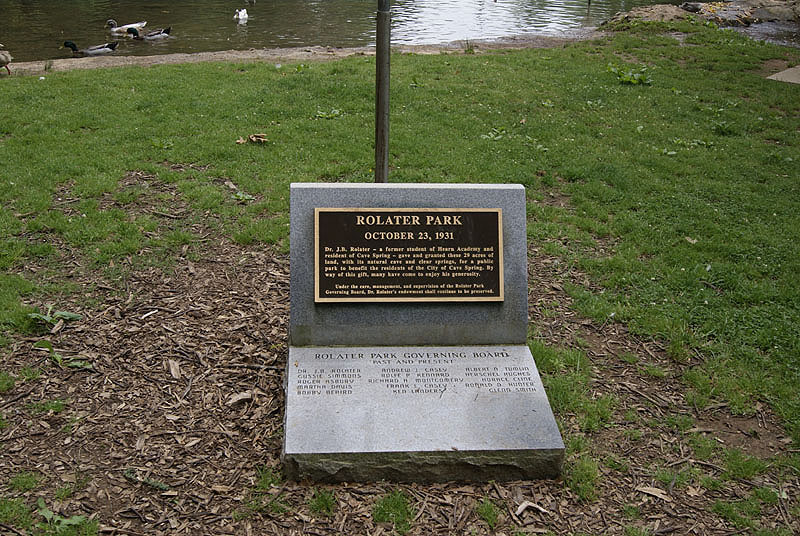 ROLATER PARK
OCTOBER 23, 1931
Dr. J.B. Rolater – a former student of Hearn Academy and
resident of Cave Spring – gave and granted these 29 acres of
land, with its natural cave and clear springs, for a public
park to benefit the residents of the City of Cave Spring. By
way of this gift, many have come to enjoy his generosity.
Under the care, management, and supervision of the Rolater Park
Governing Board, Dr. Rolater's endowment shall continue to be preserved.
ROLATER PARK GOVERNING BOARD
PAST AND PRESENT
DR. J.B. ROLATER ANDREW J. CASEY ALBERT A. TUMLIN
GUSSIE SIMMONS ROLFE P. KENNARD HERSCHEL HUGHES
ROGER ASBURY RICHARD H. MONTGOMERY HORACE CLINE
MARTHA DAVIS FRANK S. CASEY RONALD D. HUNTER
BOBBY KEN LANDERS GLENN SMITH